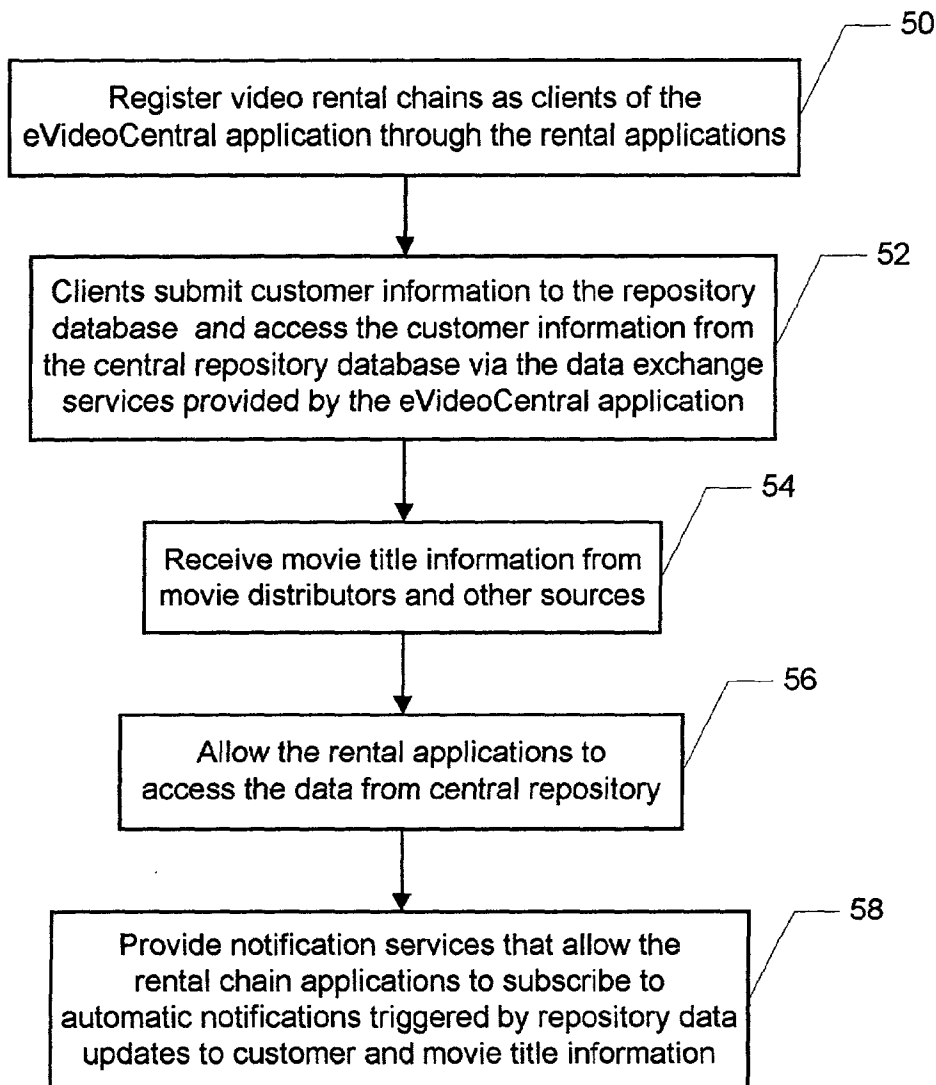 50
Register video rental chains as clients of the
eVideoCentral application through the rental applications
52
Clients submit customer information to the repository
database and access the customer information from
the central repository database via the data exchange
services provided by the eVideoCentral application
54
Receive movie title information from
movie distributors and other sources
56
Allow the rental applications to
access the data from central repository
58
Provide notification services that allow the
rental chain applications to subscribe to
automatic notifications triggered by repository data
updates to customer and movie title information